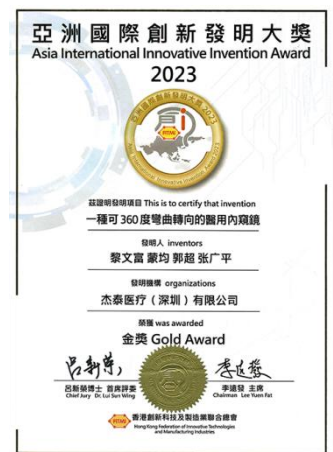 亞洲國際創新發明大獎
Asia International Innovative Invention Award
2023
FITMI
茲證明發明項目 This is to certify that invention
一種可360度彎曲轉向的醫用內窺鏡
發明人 inventors
黎文富 蒙均 郭超 张广平
發明機構 organizations
杰泰医疗（深圳）有限公司
榮獲 was awarded
金獎 Gold Award
呂新榮博士 首席評委
Chief Jury Dr. Lui Sun Wing
李遠發 主席
Chairman Lee Yuen Fat
FITMI
香港創新科技及製造業聯合總會
Hong Kong Federation of Innovative Technologies
and Manufacturing Industries